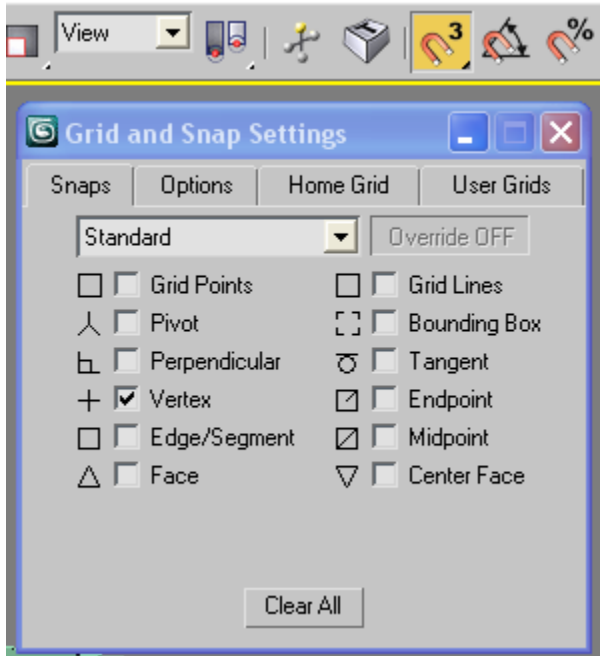 View
3
%
Grid and Snap Settings
Snaps Options Home Grid User Grids
Standard Override OFF
Grid Points Grid Lines
Pivot Bounding Box
Perpendicular Tangent
Vertex Endpoint
Edge/Segment Midpoint
Face Center Face
Clear All